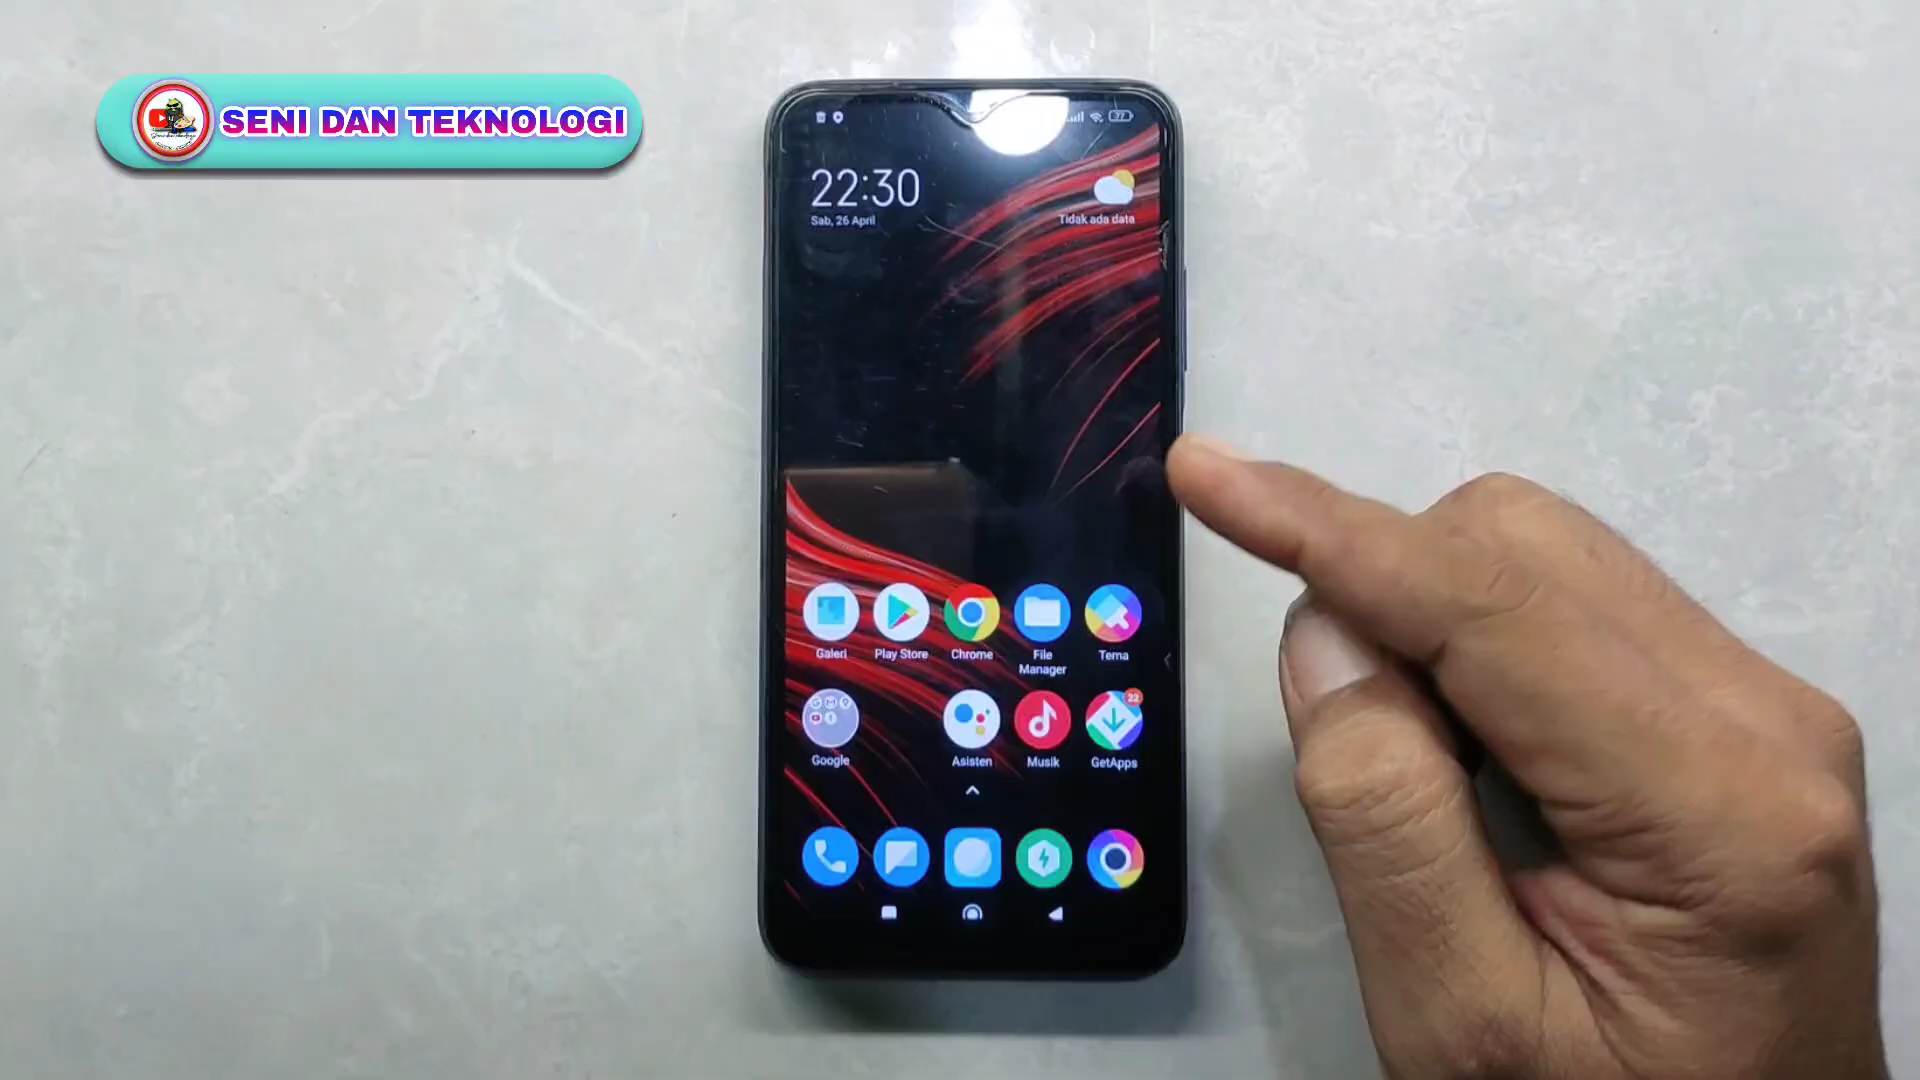 SENI DAN TEKNOLOGI
37
22:30
Sab, 26 April
Tidak ada data
Galeri
Play Store
Chrome
File
Manager
Tema
22
Google
Asisten
Musik
GetApps